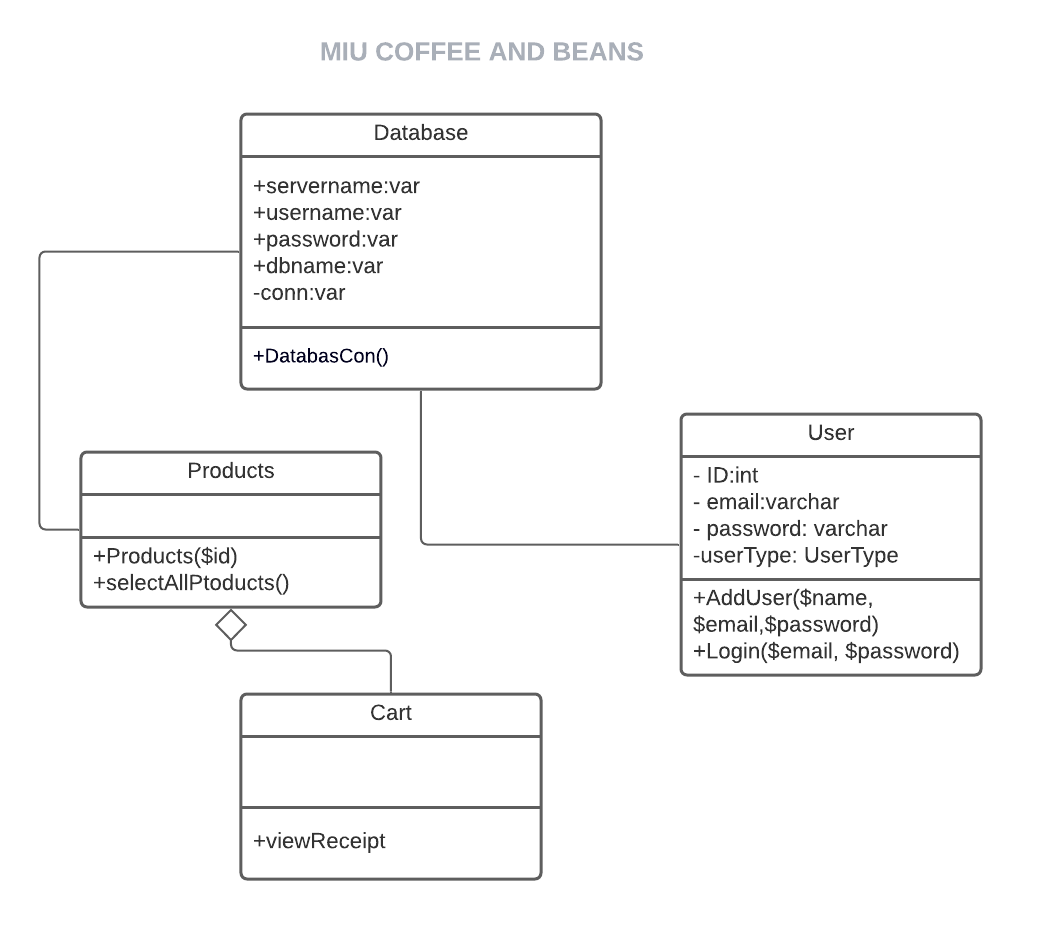 MIU COFFEE AND BEANS
Database
+servername:var
+username:var
+password:var
+dbname:var
-conn:var
+DatabasCon()
Products
+Products($id)
+selectAllPtoducts()
User
- ID:int
- email:varchar
- password: varchar
-userType: UserType
+AddUser($name,
$email,$password)
+Login($email, $password)
Cart
+viewReceipt